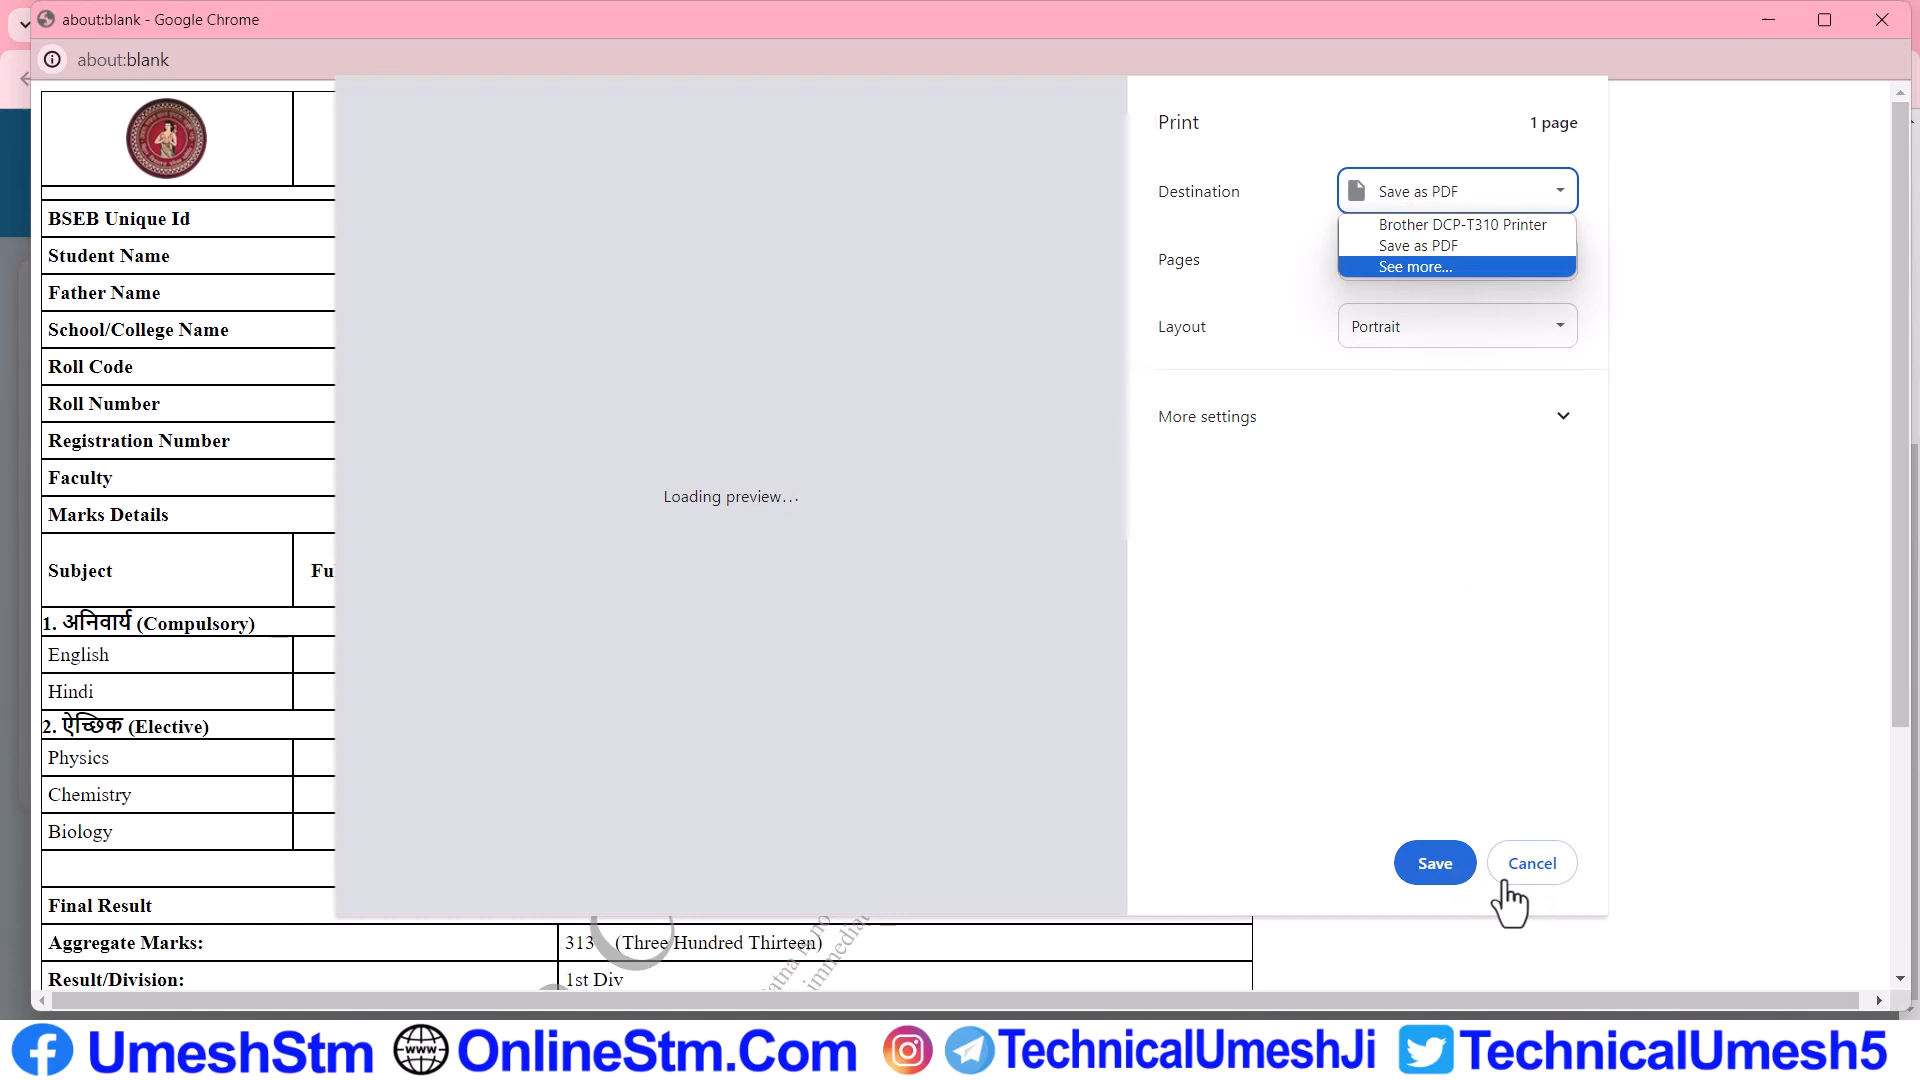 about:blank - Google Chrome
about:blank
Print
1 page
Destination
Save as PDF
Brother DCP-T310 Printer
Save as PDF
See more...
Pages
Layout
Portrait
More settings
Loading preview...
Save
Cancel
BSEB Unique Id
Student Name
Father Name
School/College Name
Roll Code
Roll Number
Registration Number
Faculty
Marks Details
Subject
Fu
1. अनिवार्य (Compulsory)
English
Hindi
2. ऐच्छिक (Elective)
Physics
Chemistry
Biology
Final Result
Aggregate Marks:
313 (Three Hundred Thirteen)
Result/Division:
1st Div
UmeshStm
www
OnlineStm.Com
TechnicalUmeshJi
TechnicalUmesh5